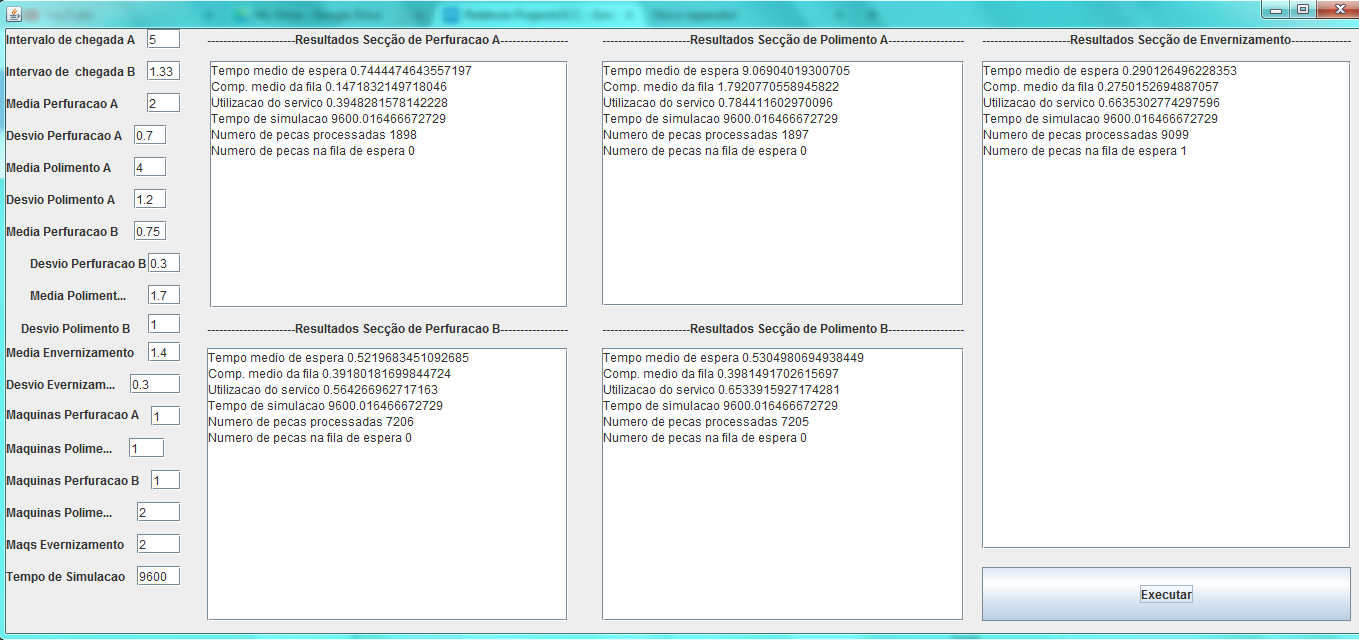 Intervalo de chegada A 5
Intervao de chegada B 1.33
Media Perfuracao A 2
Desvio Perfuracao A 0.7
Media Polimento A 4
Desvio Polimento A 1.2
Media Perfuracao B 0.75
Desvio Perfuracao B 0.3
Media Poliment... 1.7
Desvio Polimento B 1
Media Envernizamento 1.4
Desvio Evernizam... 0.3
Maquinas Perfuracao A 1
Maquinas Polime... 1
Maquinas Perfuracao B 1
Maquinas Polime... 2
Maqs Evernizamento 2
Tempo de Simulacao 9600
----------------------Resultados Secção de Perfuracao A-----------------
Tempo medio de espera 0.7444474643557197
Comp. medio da fila 0.1471832149718046
Utilizacao do servico 0.3948281578142228
Tempo de simulacao 9600.016466672729
Numero de pecas processadas 1898
Numero de pecas na fila de espera 0
----------------------Resultados Secção de Polimento A-------------------
Tempo medio de espera 9.06904019300705
Comp. medio da fila 1.7920770558945822
Utilizacao do servico 0.784411602970096
Tempo de simulacao 9600.016466672729
Numero de pecas processadas 1897
Numero de pecas na fila de espera 0
----------------------Resultados Secção de Envernizamento---------------
Tempo medio de espera 0.290126496228353
Comp. medio da fila 0.2750152694887057
Utilizacao do servico 0.6635302774297596
Tempo de simulacao 9600.016466672729
Numero de pecas processadas 9099
Numero de pecas na fila de espera 1
----------------------Resultados Secção de Perfuracao B-----------------
Tempo medio de espera 0.5219683451092685
Comp. medio da fila 0.39180181699844724
Utilizacao do servico 0.564266962717163
Tempo de simulacao 9600.016466672729
Numero de pecas processadas 7206
Numero de pecas na fila de espera 0
----------------------Resultados Secção de Polimento B-------------------
Tempo medio de espera 0.5304980694938449
Comp. medio da fila 0.3981491702615697
Utilizacao do servico 0.6533915927174281
Tempo de simulacao 9600.016466672729
Numero de pecas processadas 7205
Numero de pecas na fila de espera 0
Executar